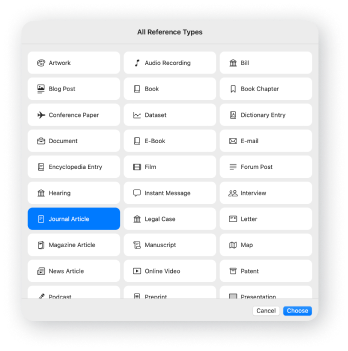 All Reference Types
Artwork Audio Recording Bill
Blog Post Book Book Chapter
Conference Paper Dataset Dictionary Entry
Document E-Book E-mail
Encyclopedia Entry Film Forum Post
Hearing Instant Message Interview
Journal Article Legal Case Letter
Magazine Article Manuscript Map
News Article Online Video Patent
Podcast Preprint Presentation
Cancel Choose